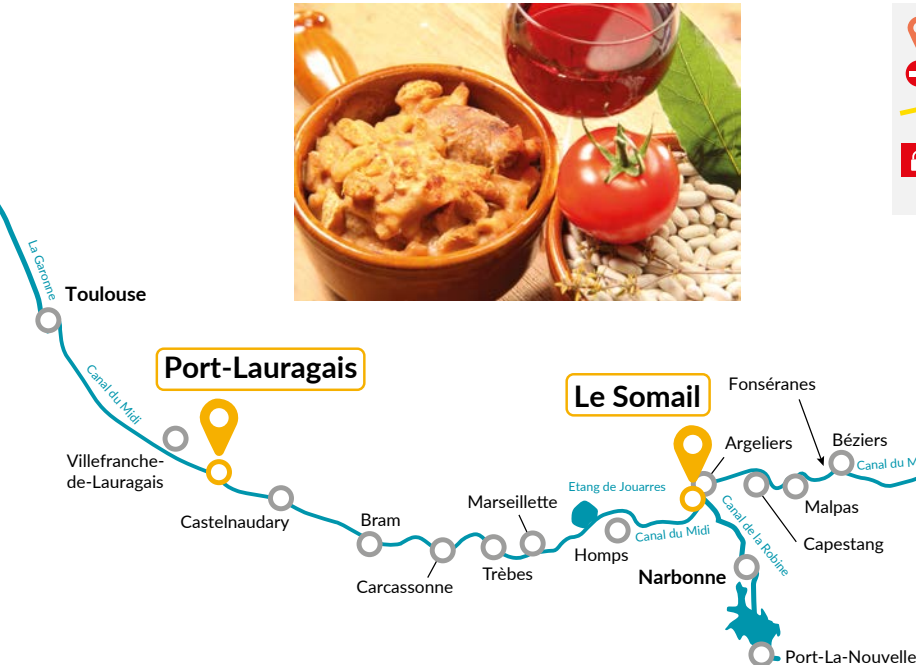 La Garonne
Toulouse
Canal du Midi
Port-Lauragais
Villefranche-
de-Lauragais
Castelnaudary
Bram
Carcassonne
Trèbes
Marseillette
Etang de Jouarres
Homps
Canal du Midi
Le Somail
Argeliers
Fonséranes
Béziers
Canal du M
Malpas
Capestang
Canal de la Robine
Narbonne
Port-La-Nouvelle